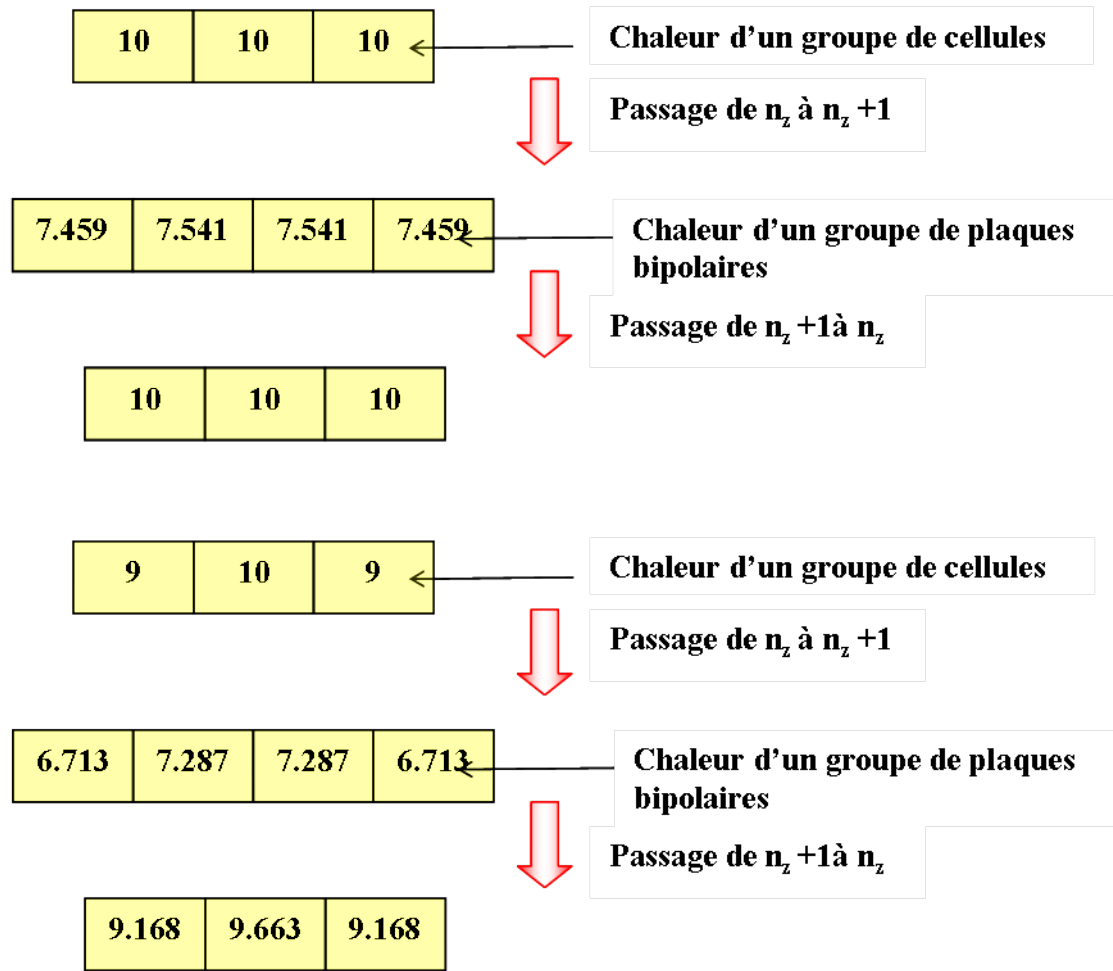 10 10 10
Chaleur d'un groupe de cellules
Passage de nz à nz +1
7.459 7.541 7.541 7.459
Chaleur d'un groupe de plaques
bipolaires
Passage de nz +1à nz
10 10 10
9 10 9
Chaleur d'un groupe de cellules
Passage de nz à nz +1
6.713 7.287 7.287 6.713
Chaleur d'un groupe de plaques
bipolaires
Passage de nz +1à nz
9.168 9.663 9.168